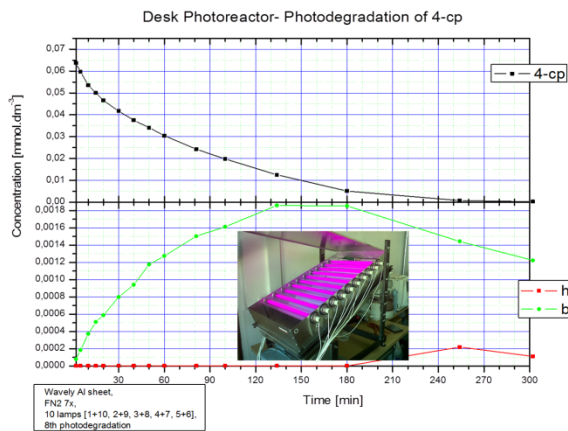 Desk Photoreactor- Photodegradation of 4-cp
Concentration [mmol.dm⁻³]
0,07
0,06
0,05
0,04
0,03
0,02
0,01
0,00
4-cp
0,0018
0,0016
0,0014
0,0012
0,0010
0,0008
0,0006
0,0004
0,0002
0,0000
h
b
30 60 90 120 150 180 210 240 270 300
Time [min]
Wavely Al sheet,
FN2 7x,
10 lamps [1+10, 2+9, 3+8, 4+7, 5+6],
8th photodegradation